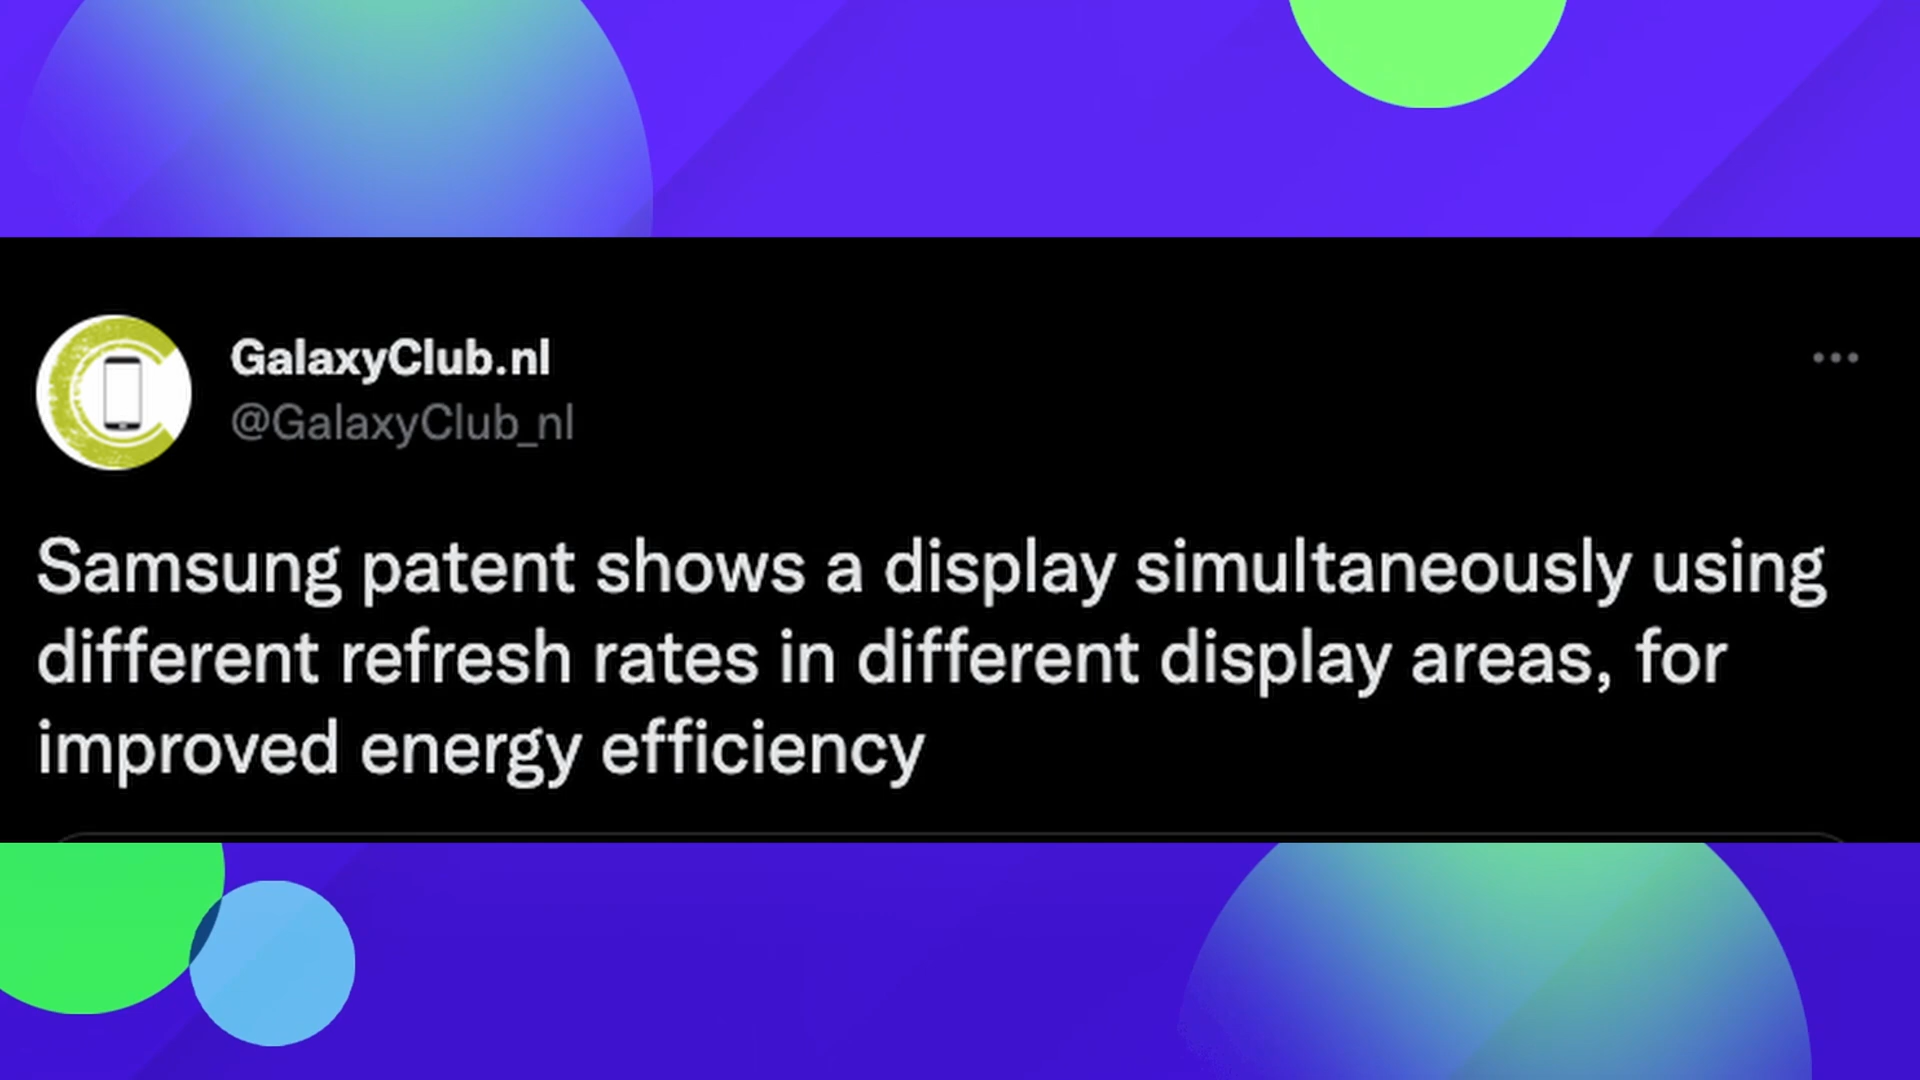 GalaxyClub.nl
@GalaxyClub_nl
Samsung patent shows a display simultaneously using
different refresh rates in different display areas, for
improved energy efficiency